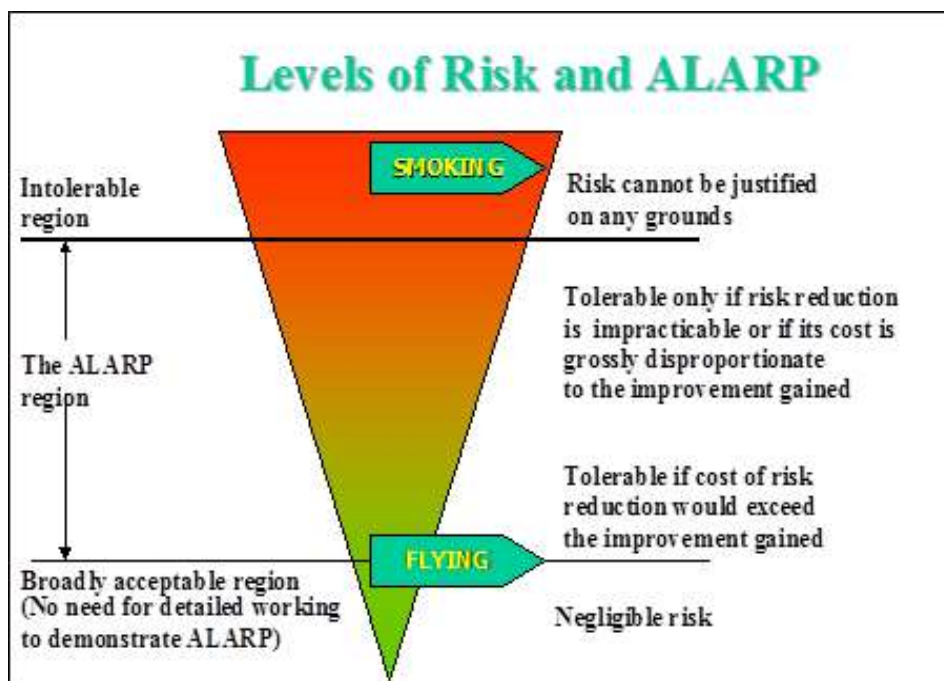 Levels of Risk and ALARP
SMOKING
Intolerable
region
Risk cannot be justified
on any grounds
Tolerable only if risk reduction
is impracticable or if its cost is
grossly disproportionate
to the improvement gained
The ALARP
region
Tolerable if cost of risk
reduction would exceed
the improvement gained
FLYING
Broadly acceptable region
(No need for detailed working
to demonstrate ALARP)
Negligible risk